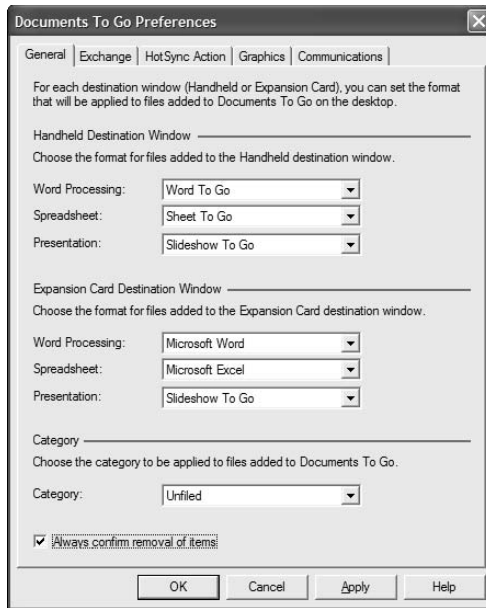 Documents To Go Preferences
General Exchange HotSync Action Graphics Communications
For each destination window (Handheld or Expansion Card), you can set the format
that will be applied to files added to Documents To Go on the desktop.
Handheld Destination Window
Choose the format for files added to the Handheld destination window.
Word Processing: Word To Go
Spreadsheet: Sheet To Go
Presentation: Slideshow To Go
Expansion Card Destination Window
Choose the format for files added to the Expansion Card destination window.
Word Processing: Microsoft Word
Spreadsheet: Microsoft Excel
Presentation: Slideshow To Go
Category
Choose the category to be applied to files added to Documents To Go.
Category: Unfiled
Always confirm removal of items
OK Cancel Apply Help